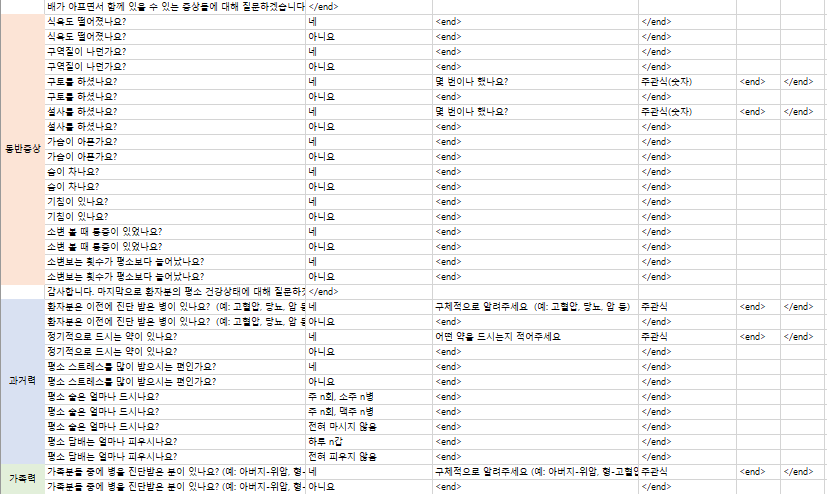 배가 아프면서 함께 있을 수 있는 증상들에 대해 질문하겠습니다 </end>
식욕도 떨어졌나요? 네 <end> </end>
식욕도 떨어졌나요? 아니요 <end> </end>
구역질이 나던가요? 네 <end> </end>
구역질이 나던가요? 아니요 <end> </end>
구토를 하셨나요? 네 몇 번이나 했나요? 주관식(숫자) <end> </end>
구토를 하셨나요? 아니요 <end> </end>
설사를 하셨나요? 네 몇 번이나 했나요? 주관식(숫자) <end> </end>
설사를 하셨나요? 아니요 <end> </end>
가슴이 아픈가요? 네 <end> </end>
동반증상 가슴이 아픈가요? 아니요 <end> </end>
숨이 차나요? 네 <end> </end>
숨이 차나요? 아니요 <end> </end>
기침이 있나요? 네 <end> </end>
기침이 있나요? 아니요 <end> </end>
소변 볼 때 통증이 있었나요? 네 <end> </end>
소변 볼 때 통증이 있었나요? 아니요 <end> </end>
소변보는 횟수가 평소보다 늘어났나요? 네 <end> </end>
소변보는 횟수가 평소보다 늘어났나요? 아니요 <end> </end>
감사합니다. 마지막으로 환자분의 평소 건강상태에 대해 질문하겠 </end>
환자분은 이전에 진단 받은 병이 있나요? (예: 고혈압, 당뇨, 암 등 네 구체적으로 알려주세요 (예: 고혈압, 당뇨, 암 등) 주관식 <end> </end>
환자분은 이전에 진단 받은 병이 있나요? (예: 고혈압, 당뇨, 암 등 아니요 <end> </end>
정기적으로 드시는 약이 있나요? 네 어떤 약을 드시는지 적어주세요 주관식 <end> </end>
정기적으로 드시는 약이 있나요? 아니요 <end> </end>
평소 스트레스를 많이 받으시는 편인가요? 네 <end> </end>
과거력 평소 스트레스를 많이 받으시는 편인가요? 아니요 <end> </end>
평소 술은 얼마나 드시나요? 주 n회, 소주 n병 <end> </end>
평소 술은 얼마나 드시나요? 주 n회, 맥주 n병 <end> </end>
평소 술은 얼마나 드시나요? 전혀 마시지 않음 <end> </end>
평소 담배는 얼마나 피우시나요? 하루 n갑 <end> </end>
평소 담배는 얼마나 피우시나요? 전혀 피우지 않음 <end> </end>
가족력 가족분들 중에 병을 진단받은 분이 있나요? (예: 아버지-위암, 형- 네 구체적으로 알려주세요 (예: 아버지-위암, 형-고혈압 주관식 <end> </end>
가족분들 중에 병을 진단받은 분이 있나요? (예: 아버지-위암, 형- 아니요 <end> </end>